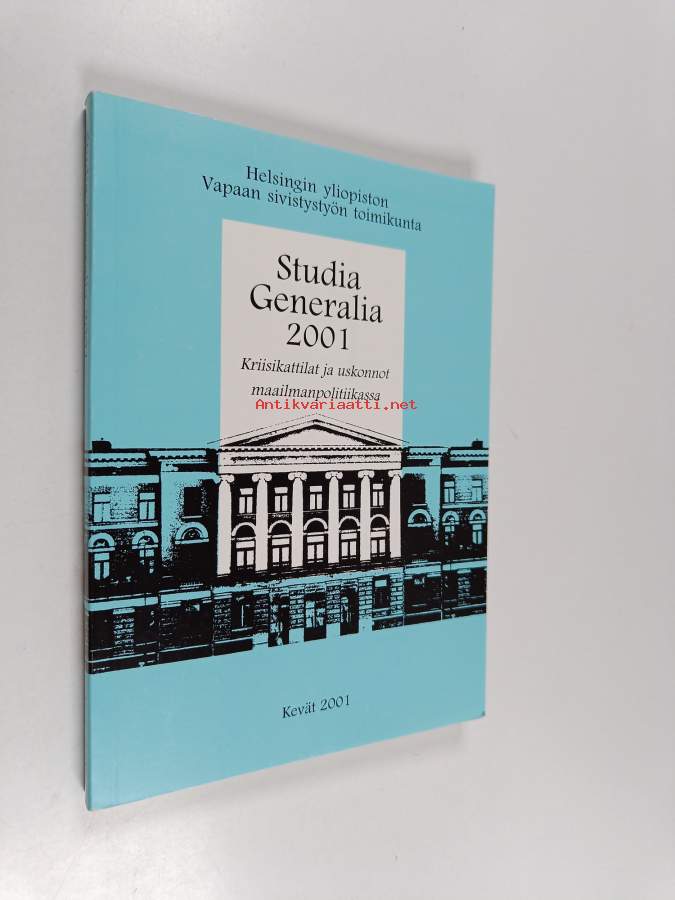 Helsingin yliopiston
Vapaan sivistystyön toimikunta
Studia
Generalia
2001
Kriisikattilat ja uskonnot
maailmanpolitiikassa
Antikvariaatti.net
Kevät 2001